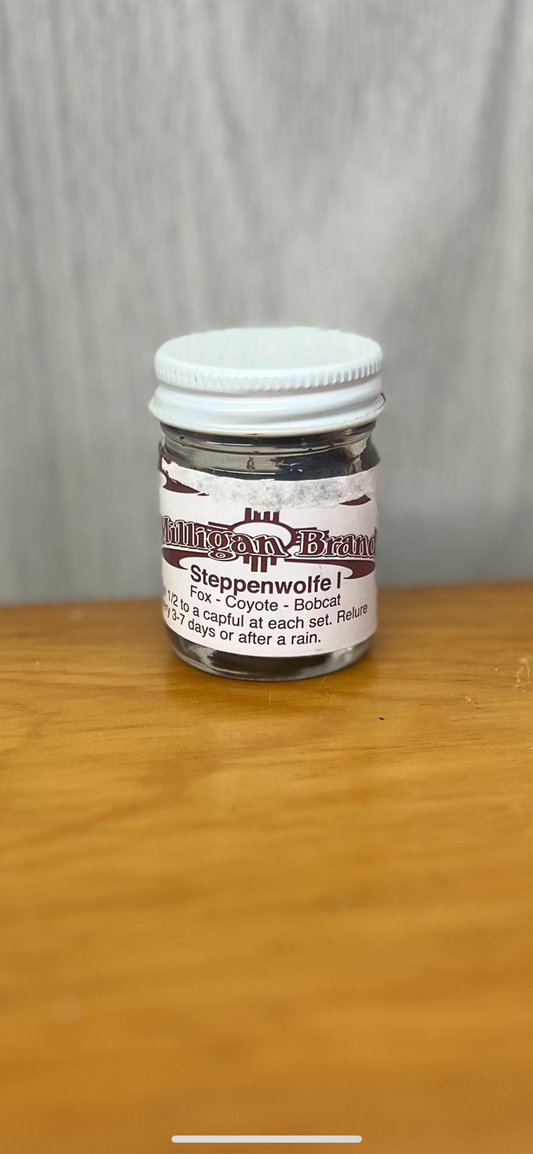 Milligan Brand
Steppenwolfe I
Fox - Coyote - Bobcat
1/2 to a capful at each set. Relure
3-7 days or after a rain.